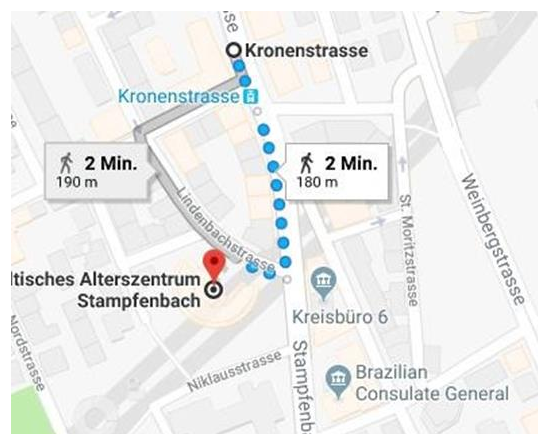 Kronenstrasse
Kronenstrasse
2 Min.
190 m
2 Min.
180 m
Lindenbachstrasse
St. Moritzstrasse
Weinbergstrasse
ltisches Alterszentrum
Stampfenbach
Kreisbüro 6
Nordstrasse
Niklausstrasse
Stampfenb
Brazilian
Consulate General